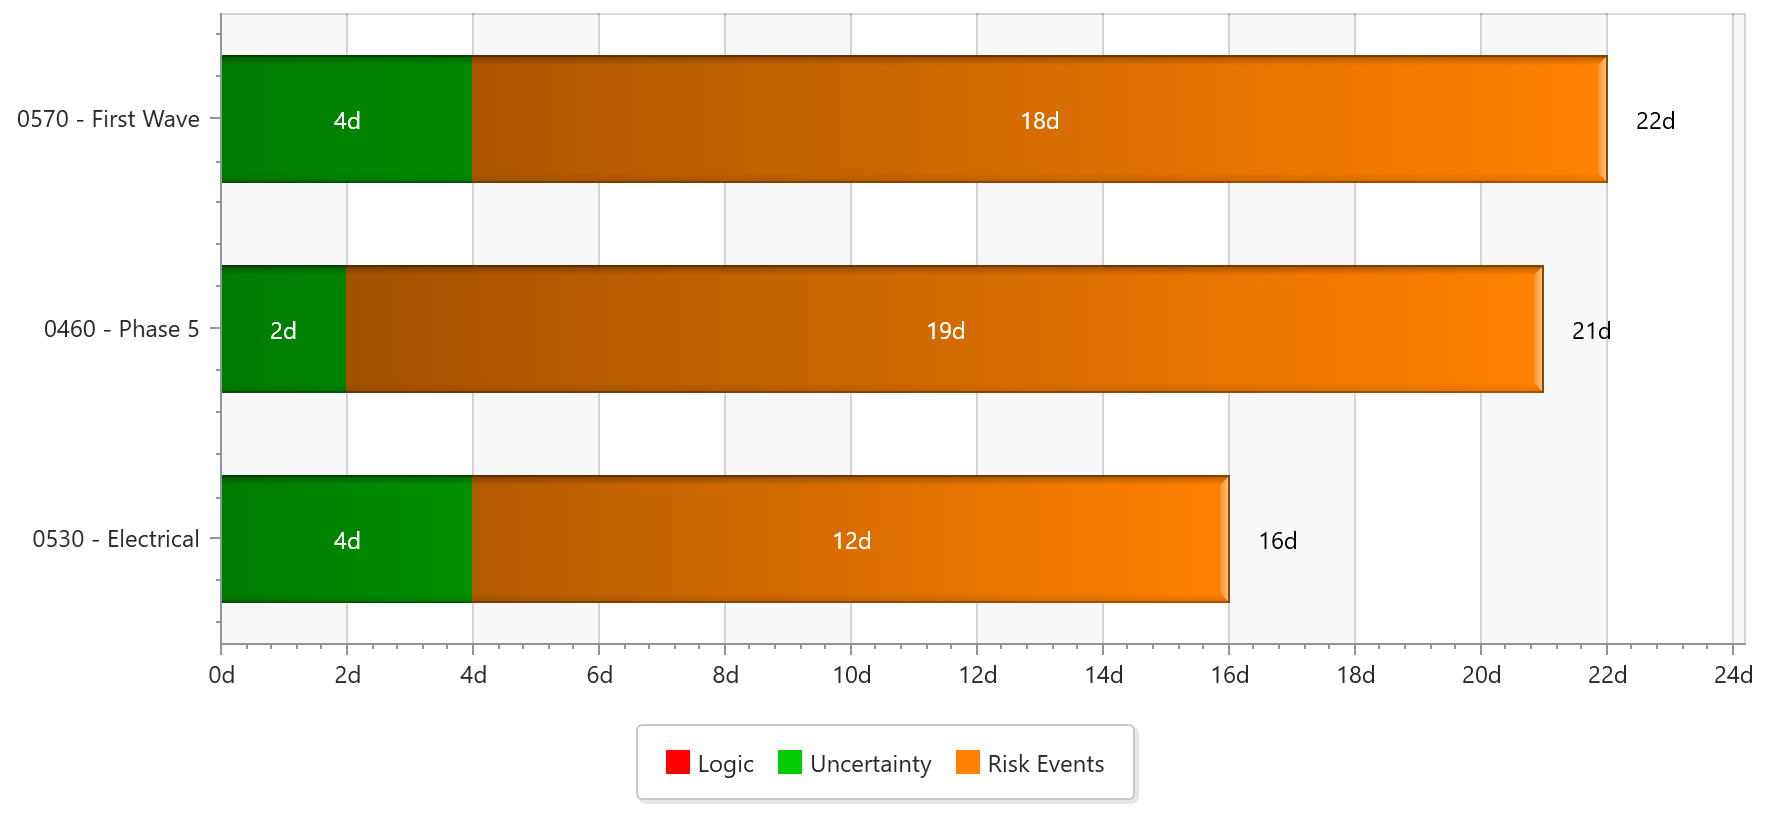 0570 - First Wave 4d 18d 22d
0460 - Phase 5 2d 19d 21d
0530 - Electrical 4d 12d 16d
0d 2d 4d 6d 8d 10d 12d 14d 16d 18d 20d 22d 24d
Logic Uncertainty Risk Events